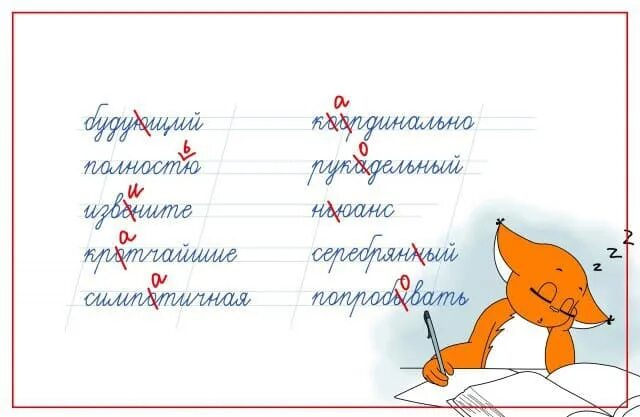 будующий
ь
полностю
и
извените
а
кротчайшие
а
симпотичная
а
координально
о
рукадельный
ньюанс
серебрянный
о
попробывать
z z z